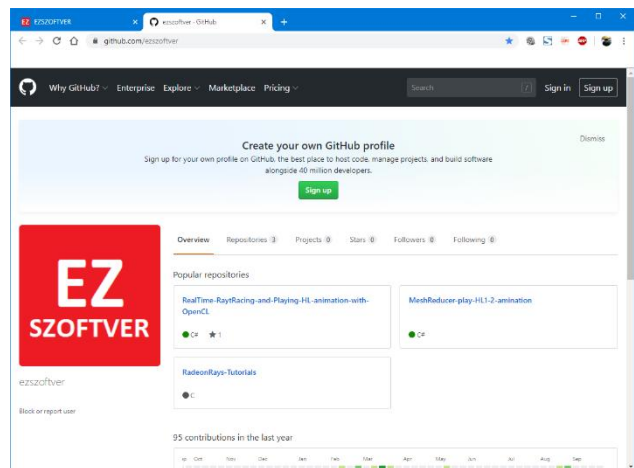 EZ EZSZOFTVER
ezszoftver · GitHub
github.com/ezszoftver
Why GitHub? Enterprise Explore Marketplace Pricing
Search
Sign in Sign up
Create your own GitHub profile
Dismiss
Sign up for your own profile on GitHub, the best place to host code, manage projects, and build software
alongside 40 million developers.
Sign up
EZ
SZOFTVER
ezszoftver
Block or report user
Overview Repositories 3 Projects 0 Stars 0 Followers 0 Following 0
Popular repositories
RealTime-RaytRacing-and-Playing-HL-animation-with-
OpenCL
C# 1
MeshReducer-play-HL1-2-amination
C#
RadeonRays-Tutorials
C
95 contributions in the last year
Oct Nov Dec Jan Feb Mar Apr May Jun Jul Aug Sep